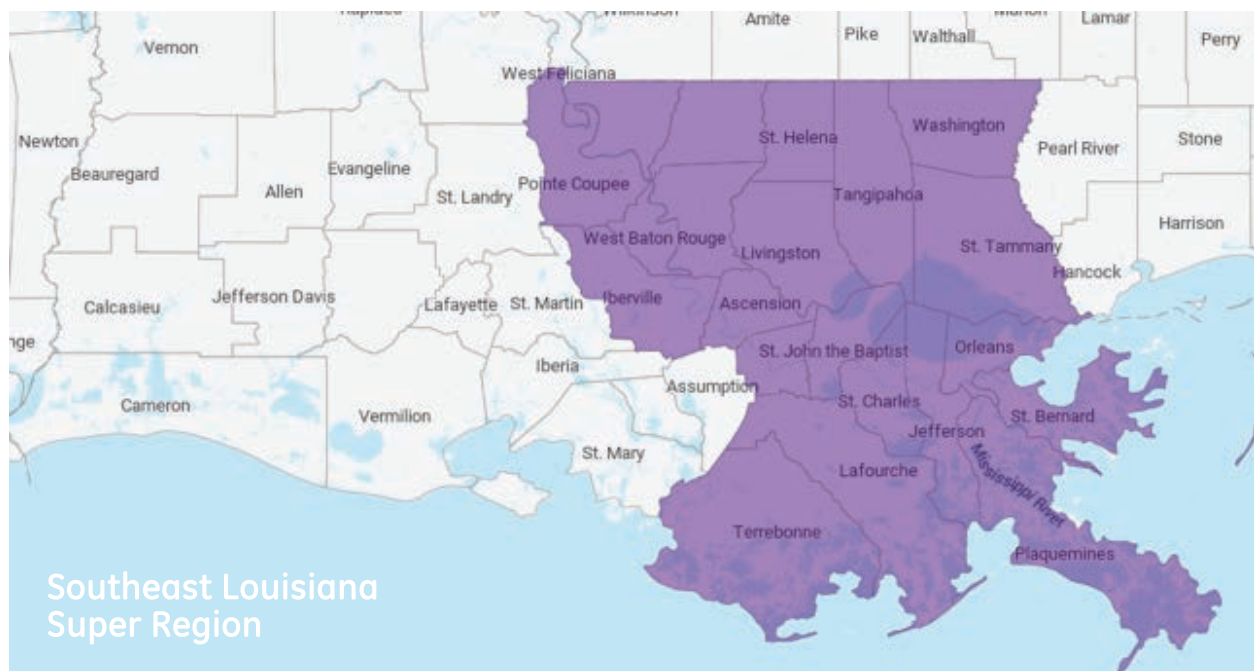 Amite
Lamar
Pike
Walthall
Perry
Vernon
West Feliciana
Newton
St. Helena
Washington
Stone
Pearl River
Beauregard
Evangeline
Allen
Pointe Coupee
St. Landry
Tangipahoa
Harrison
West Baton Rouge
Livingston
St. Tammany
Hancock
Calcasieu
Jefferson Davis
Lafayette
St. Martin
Iberville
Ascension
St. John the Baptist
Orleans
Iberia
Assumption
Cameron
Vermilion
St. Charles
St. Bernard
Jefferson
St. Mary
Lafourche
Mississippi River
Terrebonne
Plaquemines
Southeast Louisiana
Super Region